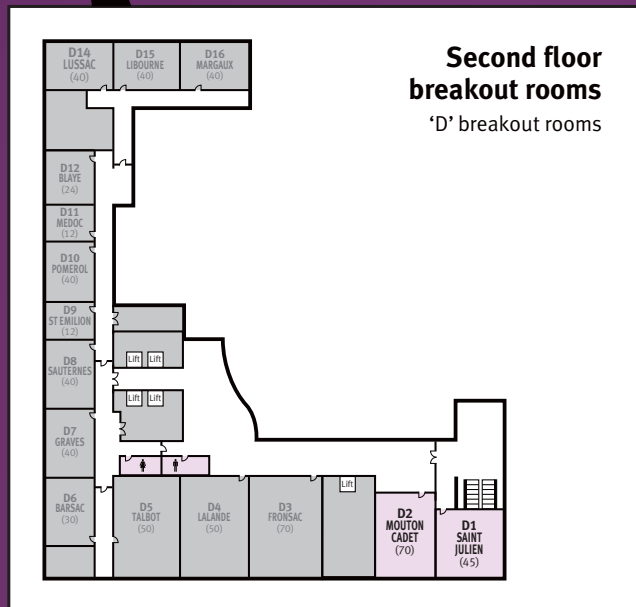 Second floor
breakout rooms
‘D’ breakout rooms
D14
LUSSAC
(40)
D15
LIBOURNE
(40)
D16
MARGAUX
(40)
D12
BLAYE
(24)
D11
MEDOC
(12)
D10
POMEROL
(40)
D9
ST EMILION
(12)
D8
SAUTERNES
(40)
Lift Lift
Lift Lift
D7
GRAVES
(40)
D6
BARSAC
(30)
D5
TALBOT
(50)
D4
LALANDE
(50)
D3
FRONSAC
(70)
Lift
D2
MOUTON
CADET
(70)
D1
SAINT
JULIEN
(45)